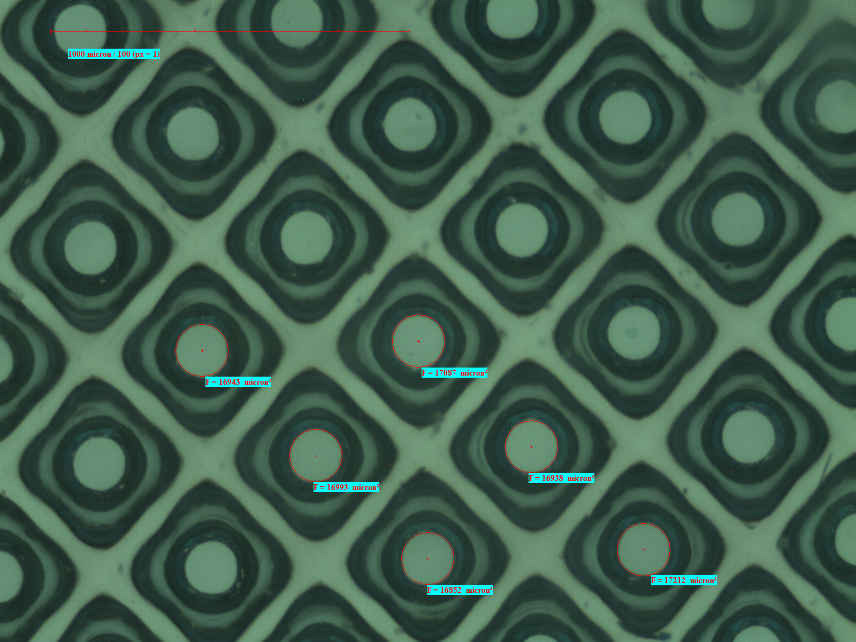 1000 micron / 100 (px = 1)
F = 17087 micron²
F = 16943 micron²
F = 16938 micron²
F = 16993 micron²
F = 17212 micron²
F = 16852 micron²